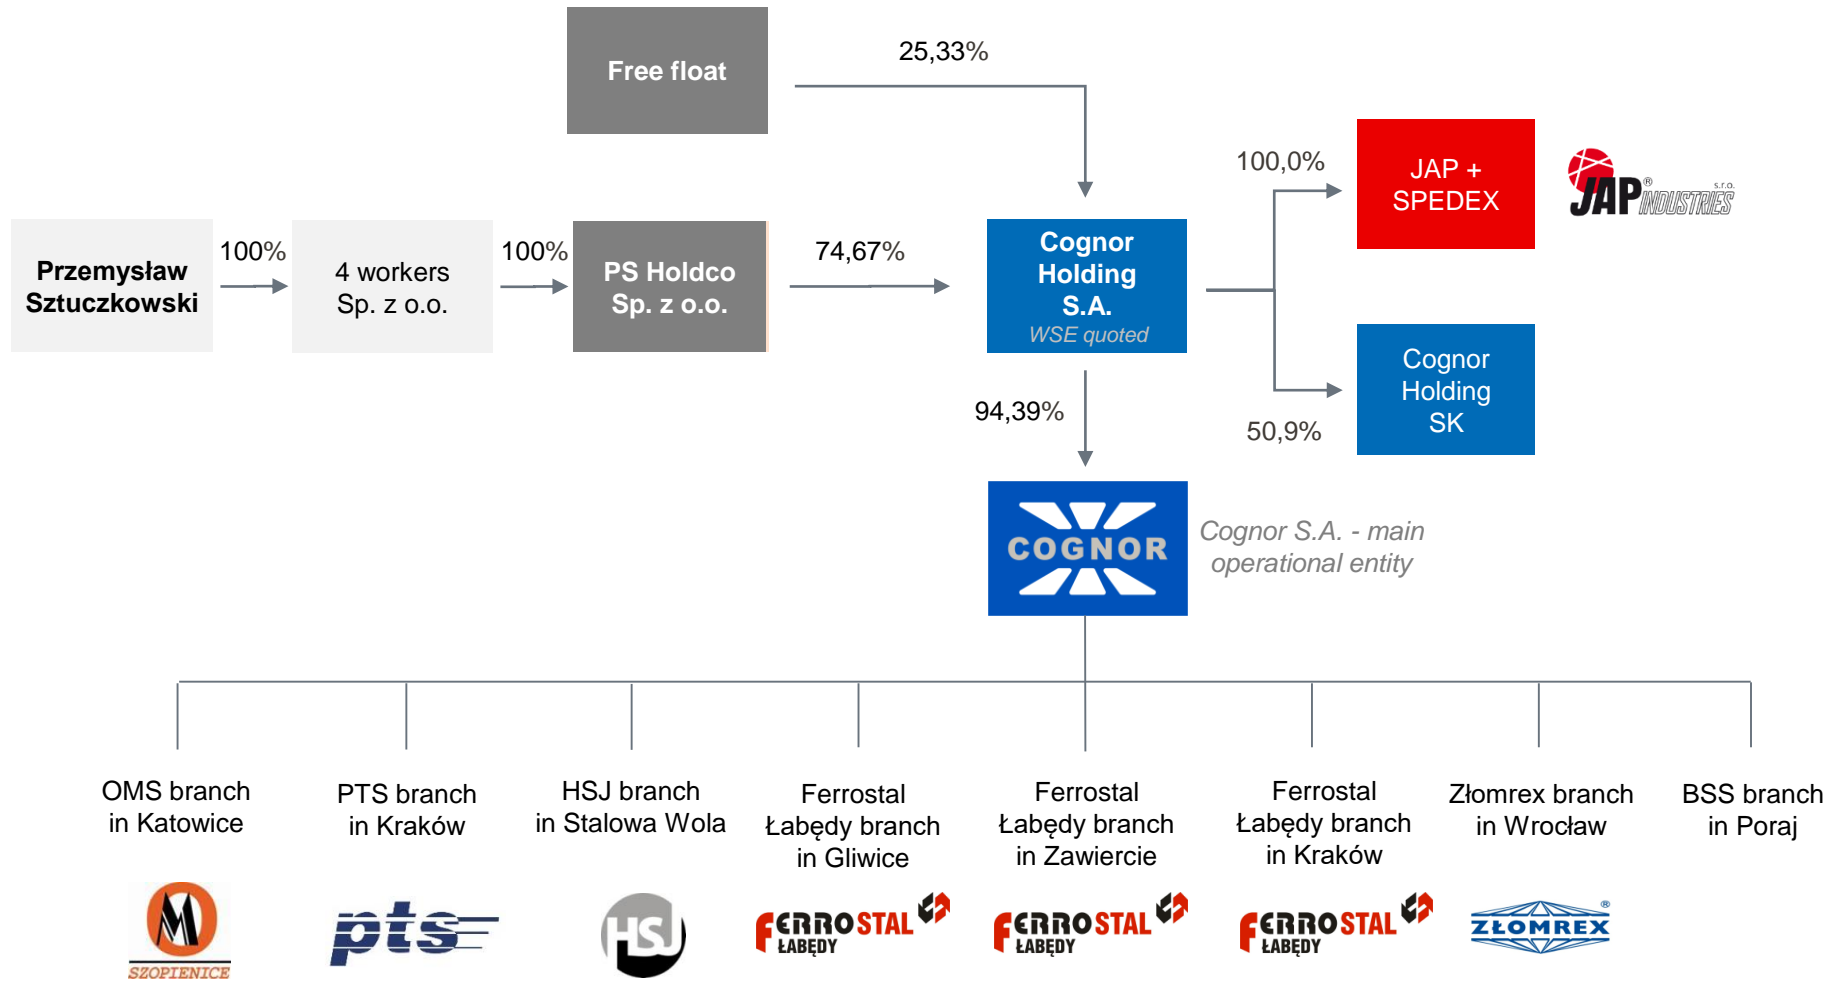 Free float
25,33%
100,0%
JAP +
SPEDEX
JAP®
INDUSTRIES
s.r.o.
Przemysław
Sztuczkowski
100%
4 workers
Sp. z o.o.
100%
PS Holdco
Sp. z o.o.
74,67%
Cognor
Holding
S.A.
WSE quoted
94,39%
50,9%
Cognor
Holding
SK
COGNOR
Cognor S.A. - main
operational entity
OMS branch
in Katowice
PTS branch
in Kraków
HSJ branch
in Stalowa Wola
Ferrostal
Łabędy branch
in Gliwice
Ferrostal
Łabędy branch
in Zawiercie
Ferrostal
Łabędy branch
in Kraków
Złomrex branch
in Wrocław
BSS branch
in Poraj
M
SZOPIENICE
pts
HSJ
FERROSTAL
ŁABĘDY
FERROSTAL
ŁABĘDY
FERROSTAL
ŁABĘDY
ZŁOMREX
®